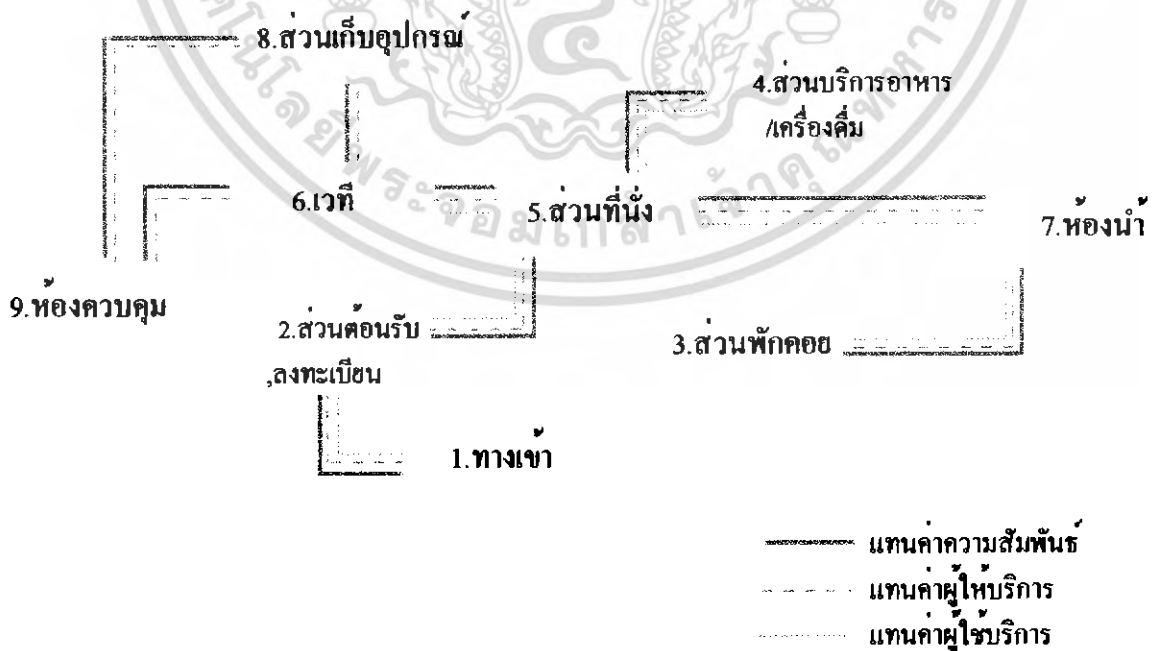 8.ส่วนเก็บอุปกรณ์
4.ส่วนบริการอาหาร
/เครื่องดื่ม
6.เวที
5.ส่วนที่นั่ง
7.ห้องน้ำ
9.ห้องควบคุม
2.ส่วนต้อนรับ
,ลงทะเบียน
3.ส่วนพักคอย
1.ทางเข้า
แทนค่าความสัมพันธ์
แทนค่าผู้ให้บริการ
แทนค่าผู้ใช้บริการ